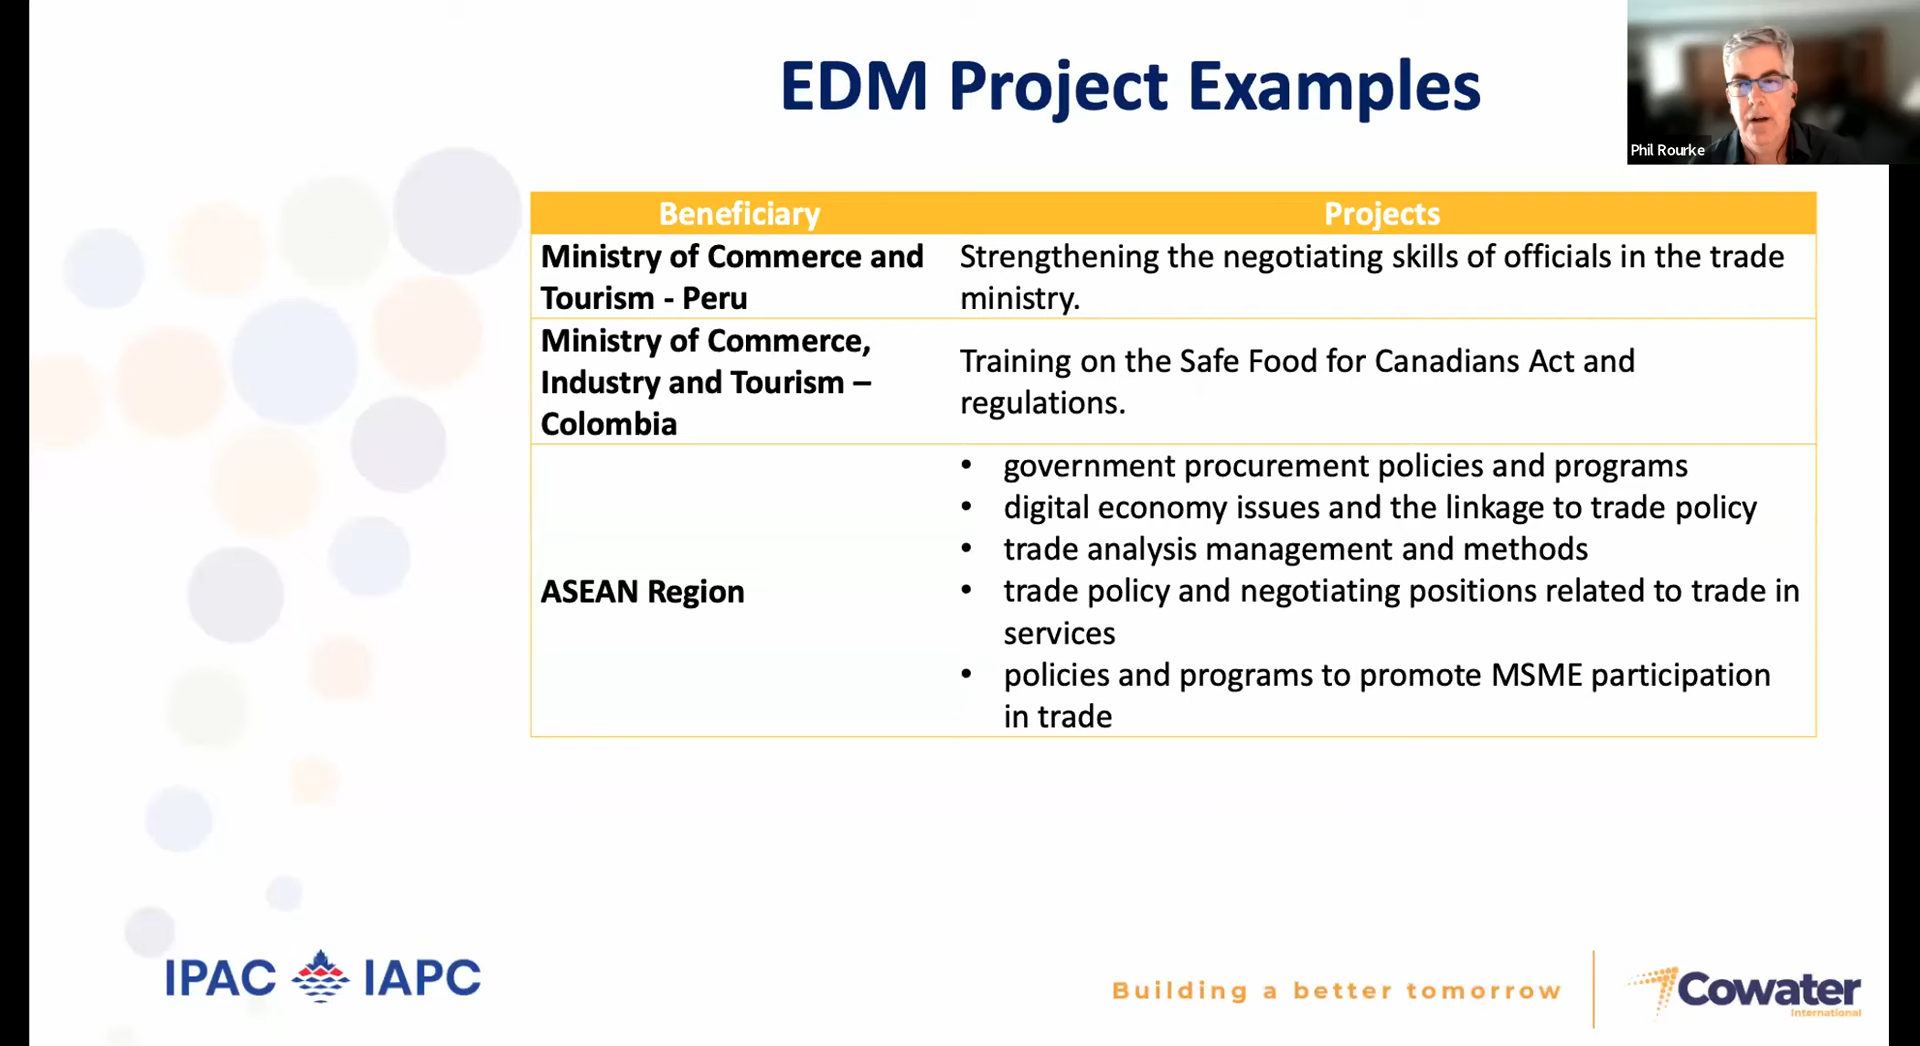 EDM Project Examples
Phil Rourke
Beneficiary
Projects
Ministry of Commerce and
Tourism - Peru
Strengthening the negotiating skills of officials in the trade
ministry.
Ministry of Commerce,
Industry and Tourism –
Colombia
Training on the Safe Food for Canadians Act and
regulations.
ASEAN Region
• government procurement policies and programs
• digital economy issues and the linkage to trade policy
• trade analysis management and methods
• trade policy and negotiating positions related to trade in
services
• policies and programs to promote MSME participation
in trade
IPAC IAPC
Building a better tomorrow
Cowater
International